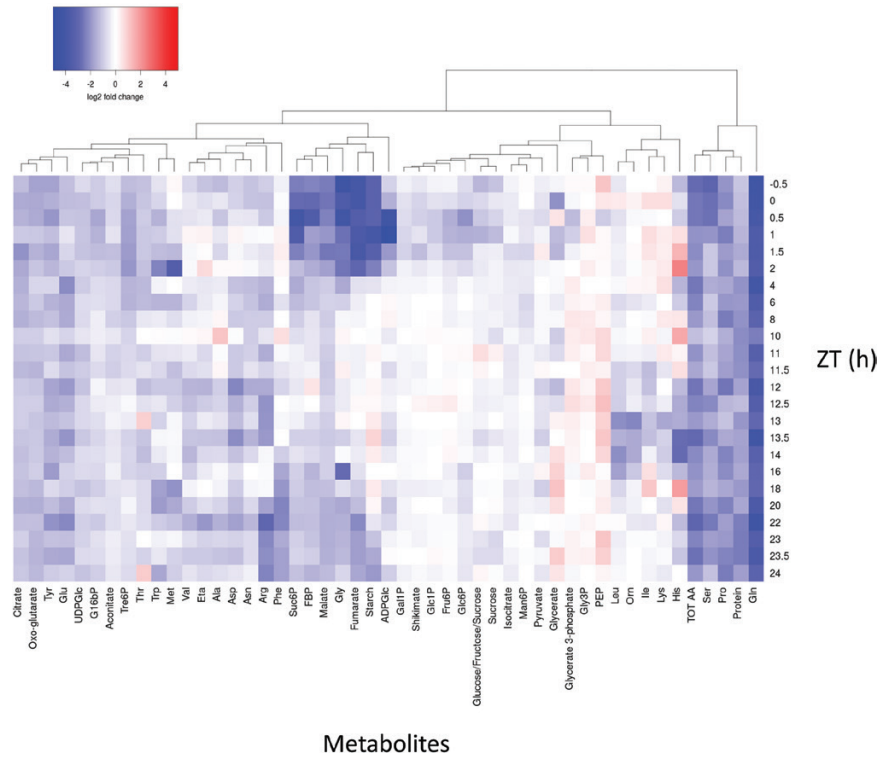 -4 -2 0 2 4
log2 fold change
-0.5
0
0.5
1
1.5
2
4
6
8
10
11
11.5
12
12.5
13
13.5
14
16
18
20
22
23
23.5
24
ZT (h)
Citrate
Oxo-glutarate
Tyr
Glu
UDPGlc
G16bP
Aconitate
Tre6P
Thr
Trp
Met
Val
Eta
Ala
Asp
Asn
Arg
Phe
Suc6P
FBP
Malate
Gly
Fumarate
Starch
ADPGlc
Gal1P
Shikimate
Glc1P
Fru6P
Glc6P
Glucose/Fructose/Sucrose
Sucrose
Isocitrate
Man6P
Pyruvate
Glycerate
Glycerate 3-phosphate
Gly3P
PEP
Leu
Orn
Ile
Lys
His
TOT AA
Ser
Pro
Protein
Gln
Metabolites